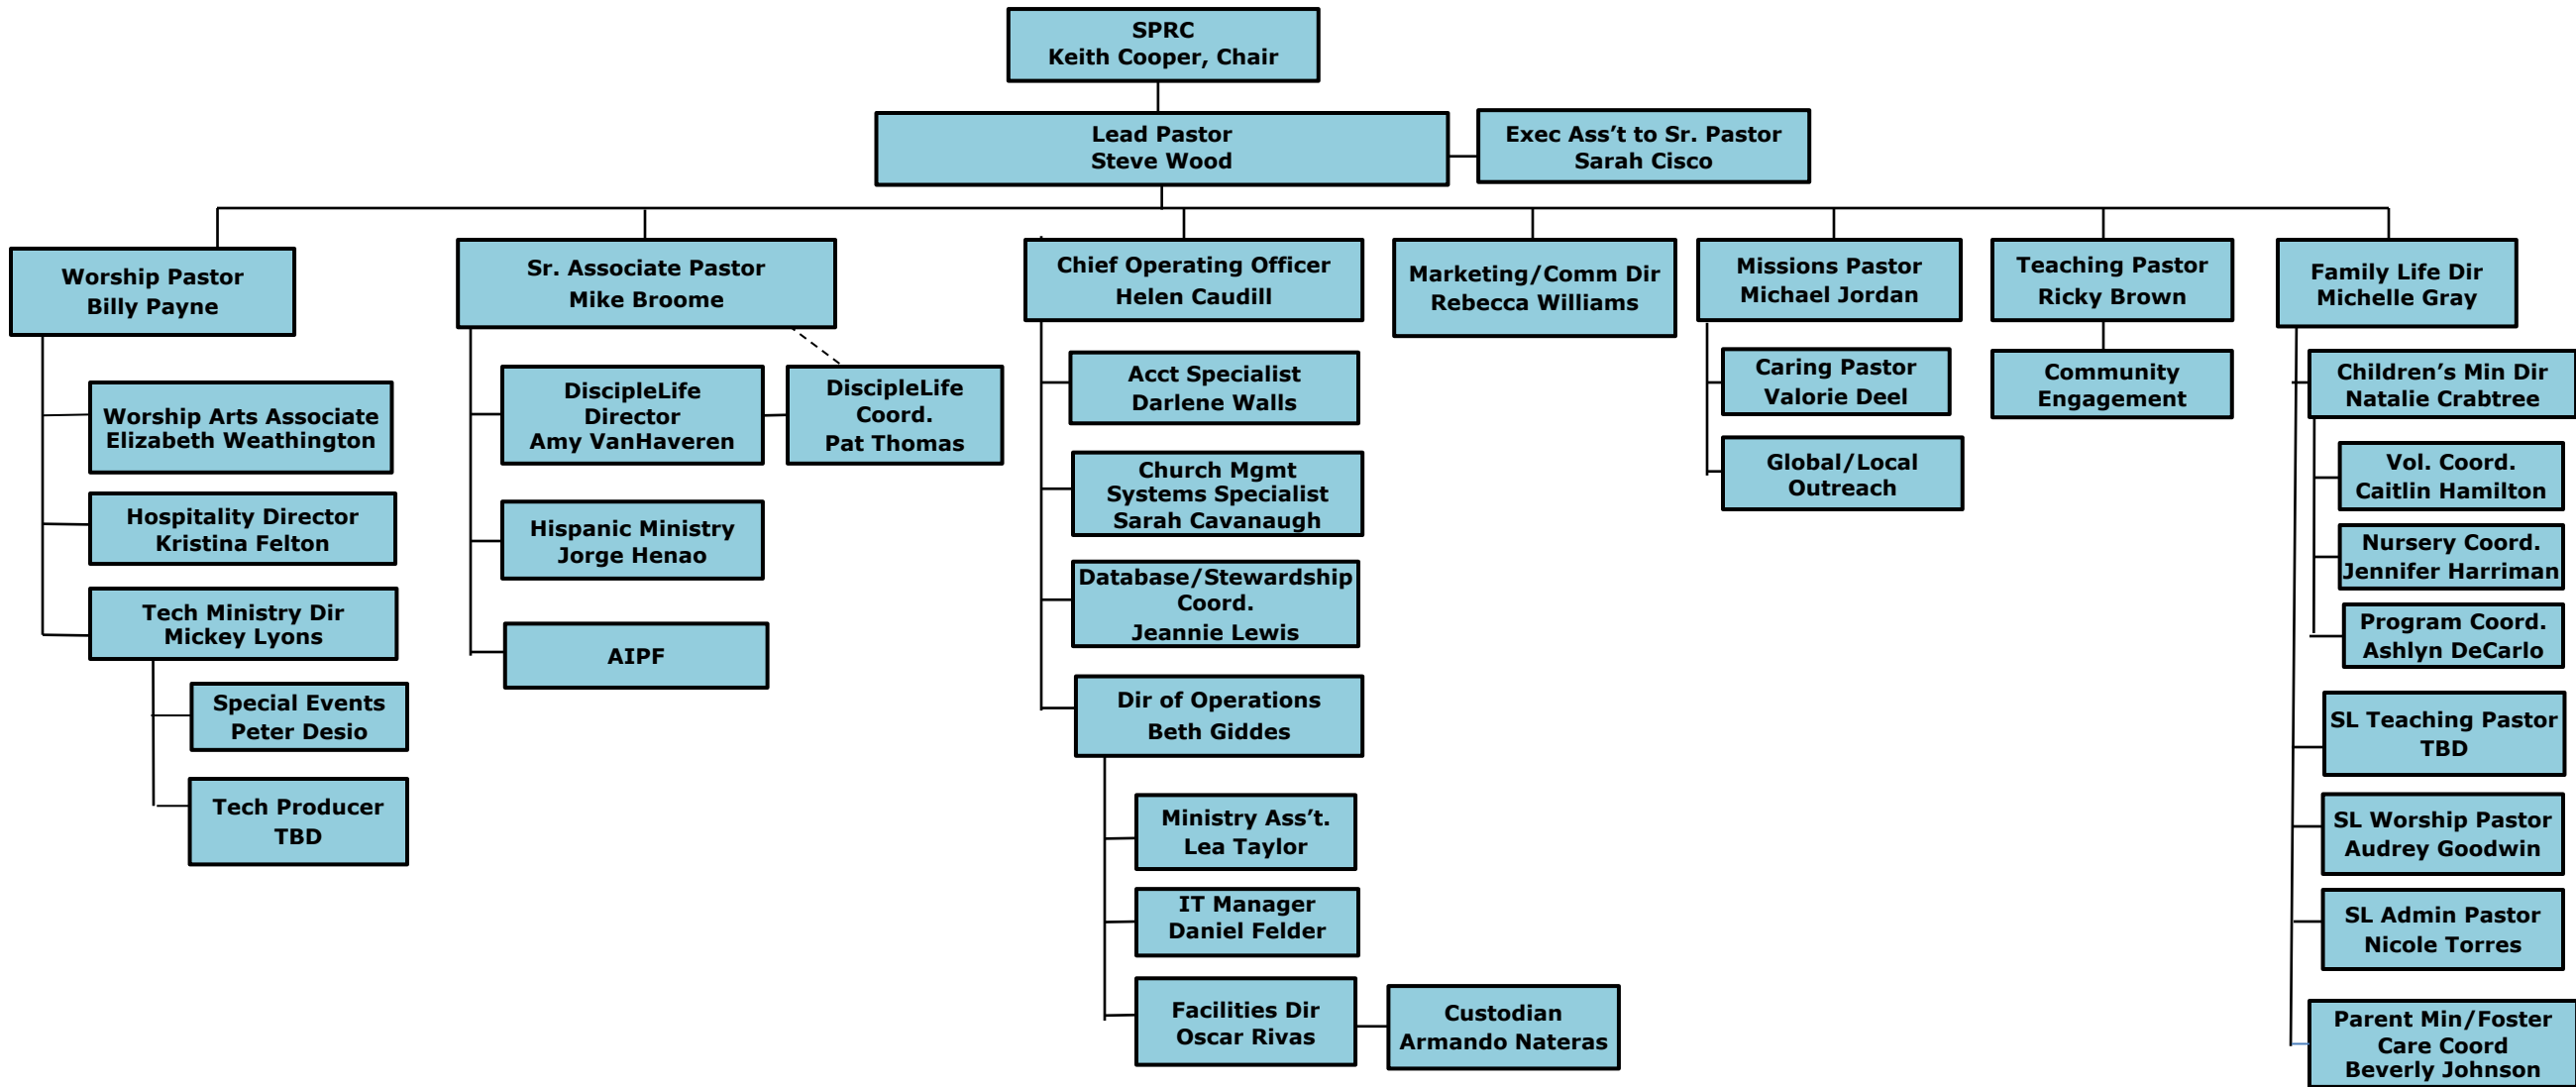 SPRC
Keith Cooper, Chair
Lead Pastor
Steve Wood
Exec Ass’t to Sr. Pastor
Sarah Cisco
Worship Pastor
Billy Payne
Sr. Associate Pastor
Mike Broome
Chief Operating Officer
Helen Caudill
Marketing/Comm Dir
Rebecca Williams
Missions Pastor
Michael Jordan
Teaching Pastor
Ricky Brown
Family Life Dir
Michelle Gray
Worship Arts Associate
Elizabeth Weathington
Hospitality Director
Kristina Felton
Tech Ministry Dir
Mickey Lyons
Special Events
Peter Desio
Tech Producer
TBD
DiscipleLife
Director
Amy VanHaveren
DiscipleLife
Coord.
Pat Thomas
Hispanic Ministry
Jorge Henao
AIPF
Acct Specialist
Darlene Walls
Church Mgmt
Systems Specialist
Sarah Cavanaugh
Database/Stewardship
Coord.
Jeannie Lewis
Dir of Operations
Beth Giddes
Ministry Ass’t.
Lea Taylor
IT Manager
Daniel Felder
Facilities Dir
Oscar Rivas
Custodian
Armando Nateras
Caring Pastor
Valorie Deel
Global/Local
Outreach
Community
Engagement
Children’s Min Dir
Natalie Crabtree
Vol. Coord.
Caitlin Hamilton
Nursery Coord.
Jennifer Harriman
Program Coord.
Ashlyn DeCarlo
SL Teaching Pastor
TBD
SL Worship Pastor
Audrey Goodwin
SL Admin Pastor
Nicole Torres
Parent Min/Foster
Care Coord
Beverly Johnson